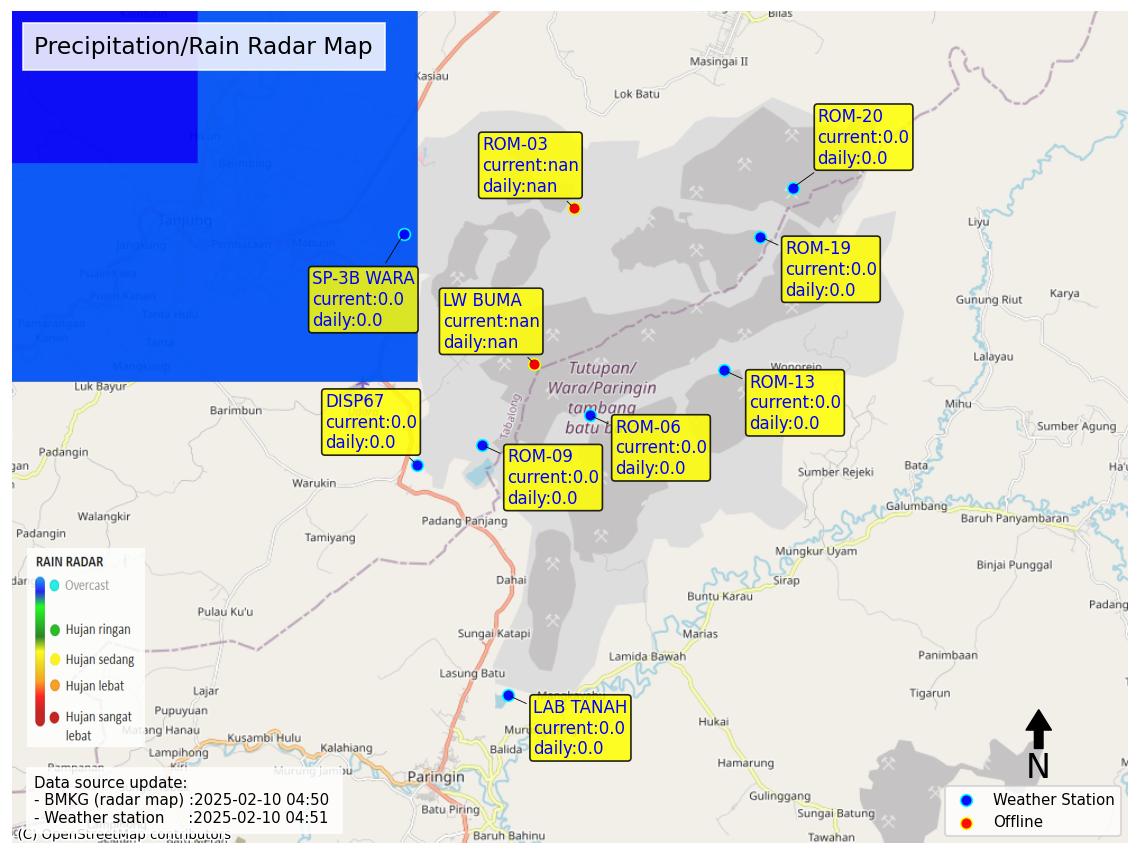 Precipitation/Rain Radar Map
Bilas
Masingai II
Kasiau
Lok Batu
ROM-20
current:0.0
daily:0.0
ROM-03
current:nan
daily:nan
Tanjung
Liyu
SP-3B WARA
current:0.0
daily:0.0
ROM-19
current:0.0
daily:0.0
LW BUMA
current:nan
daily:nan
Gunung Riut
Karya
Lalayau
Tutupan/
Wara/Paringin
tambang
batu b
Wonorejo
Luk Bayur
Barimbun
DISP67
current:0.0
daily:0.0
Tabalong
ROM-13
current:0.0
daily:0.0
Mihu
Sumber Agung
ROM-06
current:0.0
daily:0.0
ROM-09
current:0.0
daily:0.0
Padangin
gan
Warukin
Sumber Rejeki
Bata
Ha'u
Galumbang
Baruh Panyambaran
Walangkir
Padangin
Padang Panjang
Tamiyang
Mungkur Uyam
Binjai Punggal
Dahai
Sirap
Buntu Karau
Padang
RAIN RADAR
Overcast
Hujan ringan
Hujan sedang
Hujan lebat
Hujan sangat
lebat
Pulau Ku'u
Sungai Katapi
Marias
Lamida Bawah
Panimbaan
Lasung Batu
Tigarun
Lajar
Pupuyuan
Matang Hanau
LAB TANAH
current:0.0
daily:0.0
Hukai
Kusambi Hulu
Lampihong
Kalahiang
Balida
Murung Jambu
Paringin
Hamarung
N
Batu Piring
Gulinggang
Sungai Batung
Baruh Bahinu
Tawahan
Data source update:
- BMKG (radar map) :2025-02-10 04:50
- Weather station :2025-02-10 04:51
(C) OpenStreetMap contributors
Weather Station
Offline